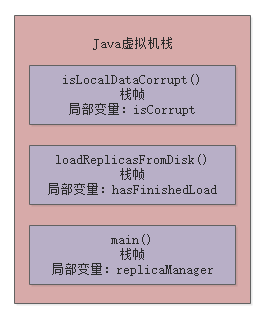 Java虚拟机栈
isLocalDataCorrupt()
栈帧
局部变量：isCorrupt
loadReplicasFromDisk()
栈帧
局部变量：hasFinishedLoad
main()
栈帧
局部变量：replicaManager